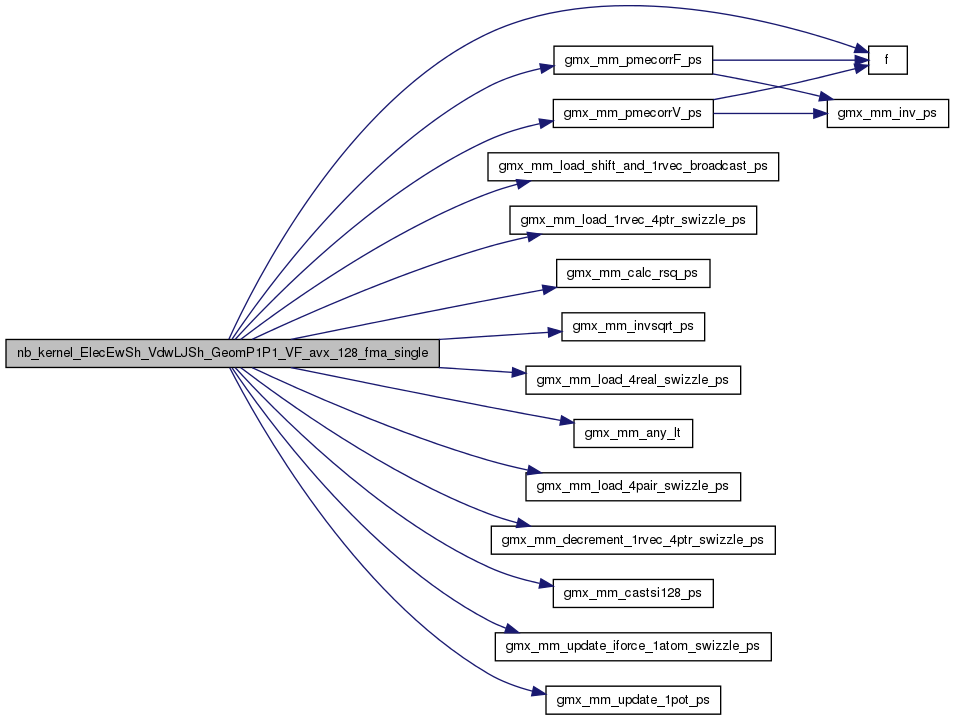 f
gmx_mm_pmecorrF_ps
gmx_mm_inv_ps
gmx_mm_pmecorrV_ps
gmx_mm_load_shift_and_1rvec_broadcast_ps
gmx_mm_load_1rvec_4ptr_swizzle_ps
gmx_mm_calc_rsq_ps
gmx_mm_invsqrt_ps
nb_kernel_ElecEwSh_VdwLJSh_GeomP1P1_VF_avx_128_fma_single
gmx_mm_load_4real_swizzle_ps
gmx_mm_any_lt
gmx_mm_load_4pair_swizzle_ps
gmx_mm_decrement_1rvec_4ptr_swizzle_ps
gmx_mm_castsi128_ps
gmx_mm_update_iforce_1atom_swizzle_ps
gmx_mm_update_1pot_ps